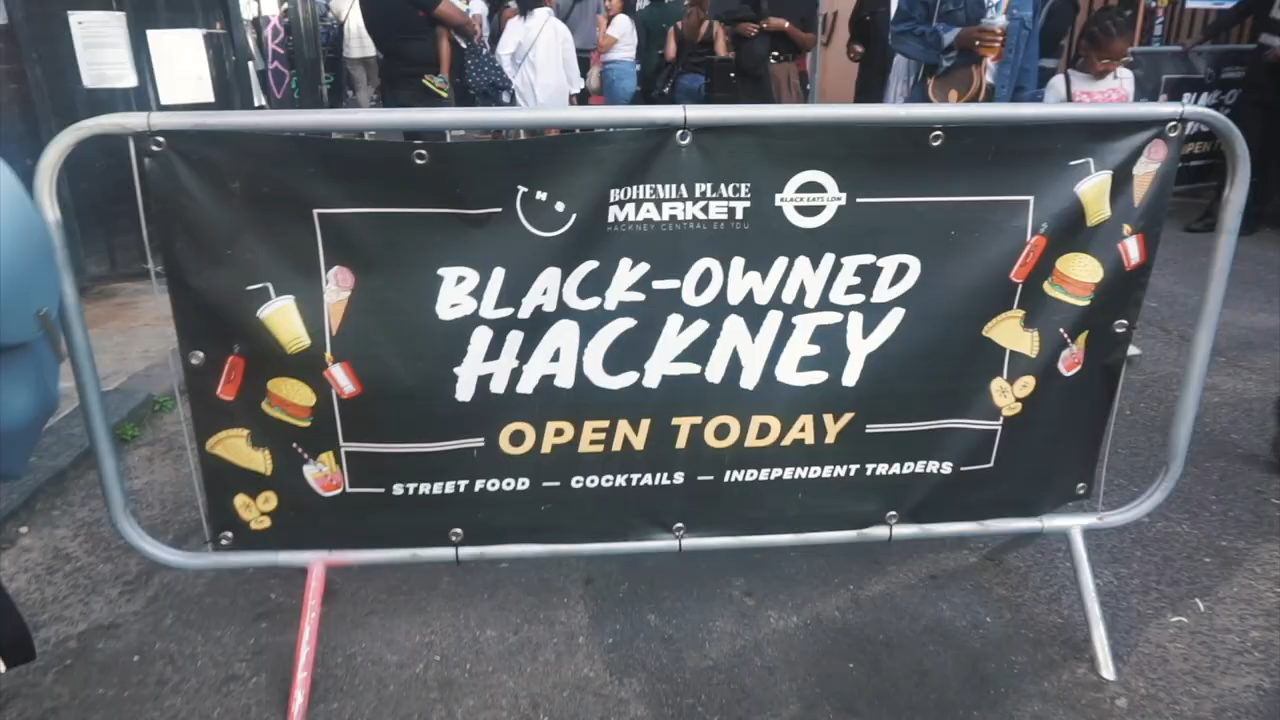 THS
BOHEMIA PLACE
MARKET
HACKNEY CENTRAL E8 1DU
BLACK EATS LDN
BLACK-OWNED
HACKNEY
OPEN TODAY
STREET FOOD — COCKTAILS — INDEPENDENT TRADERS